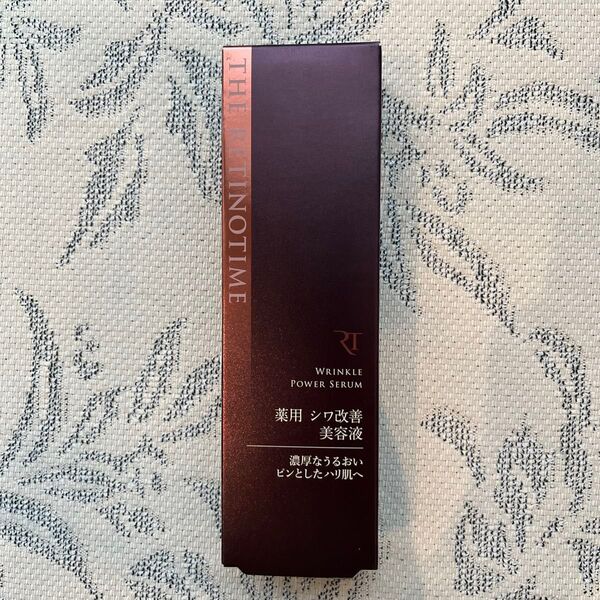 THE RETINOTIME
RT
WRINKLE
POWER SERUM
薬用 シワ改善
美容液
濃厚なうるおい
ピンとしたハリ肌へ